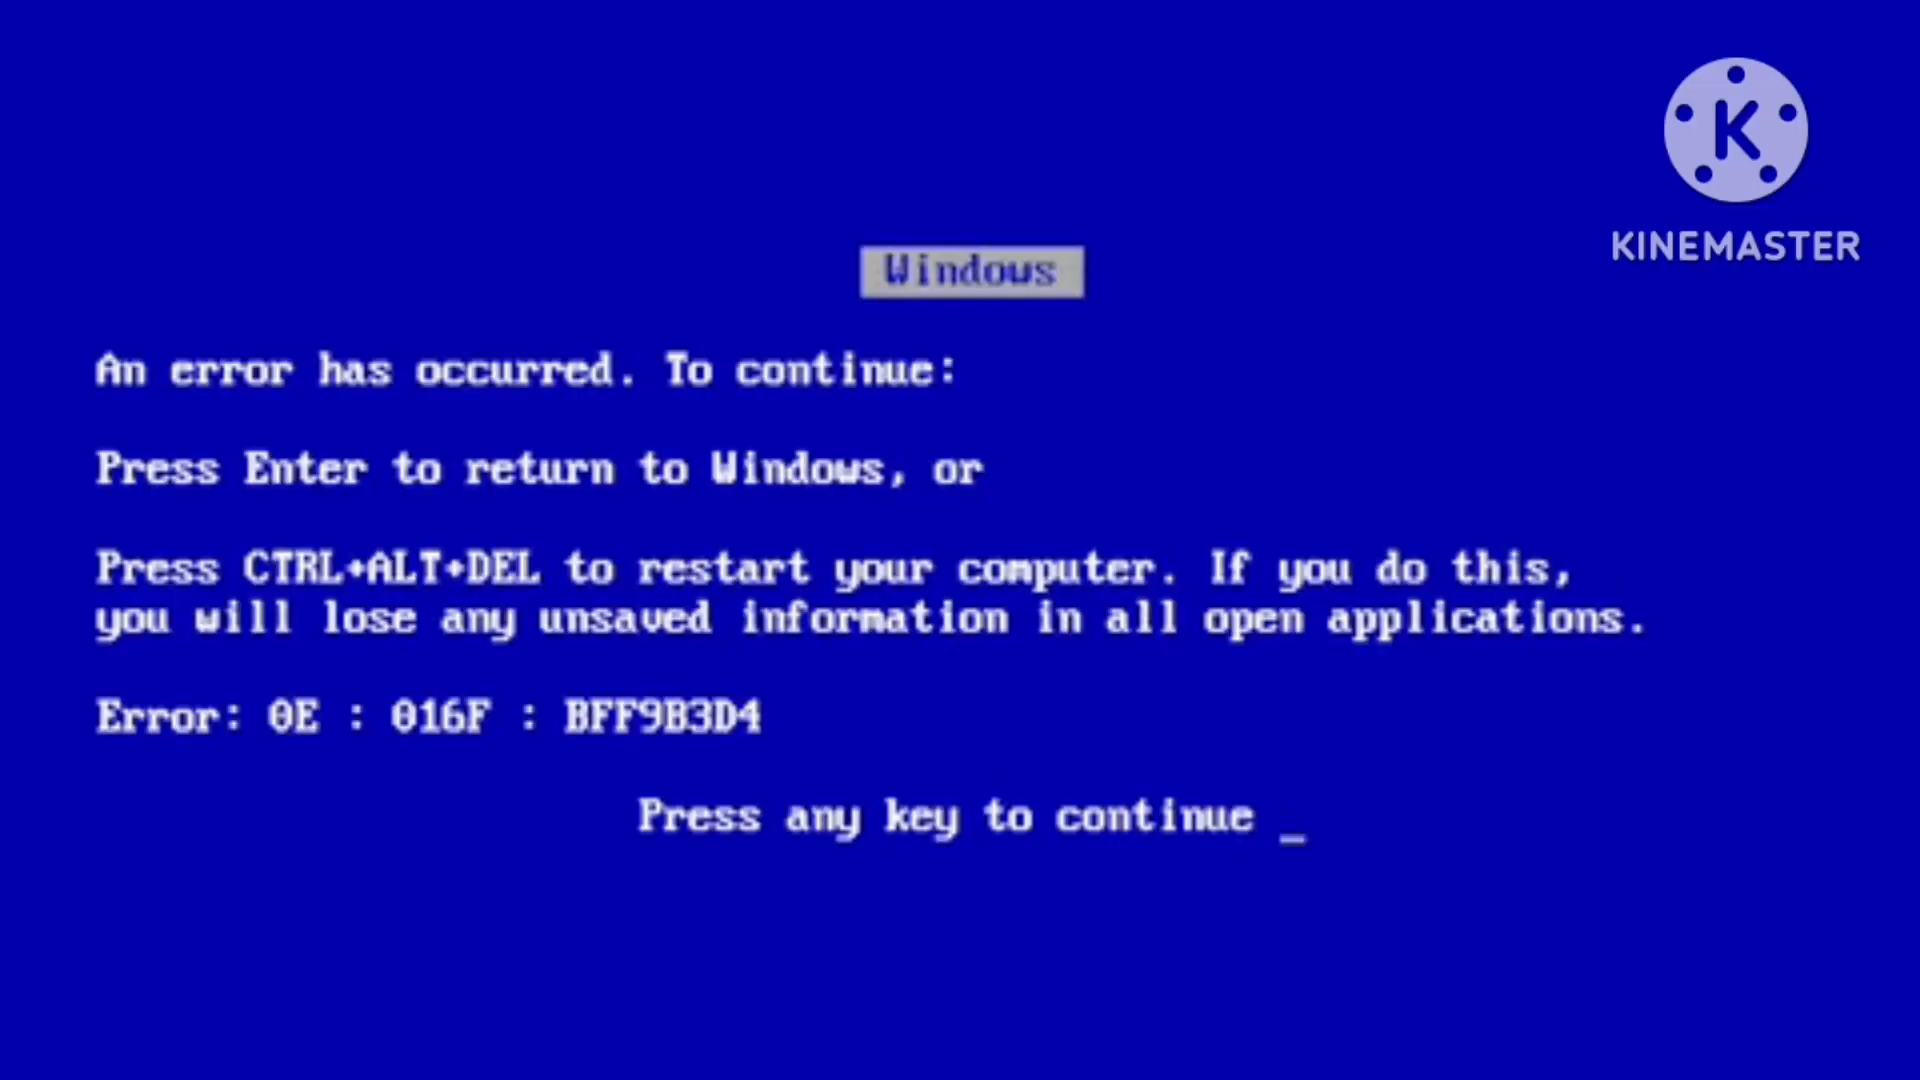 K
KINEMASTER
Windows
An error has occurred. To continue:
Press Enter to return to Windows, or
Press CTRL+ALT+DEL to restart your computer. If you do this,
you will lose any unsaved information in all open applications.
Error: 0E : 016F : BFF9B3D4
Press any key to continue _